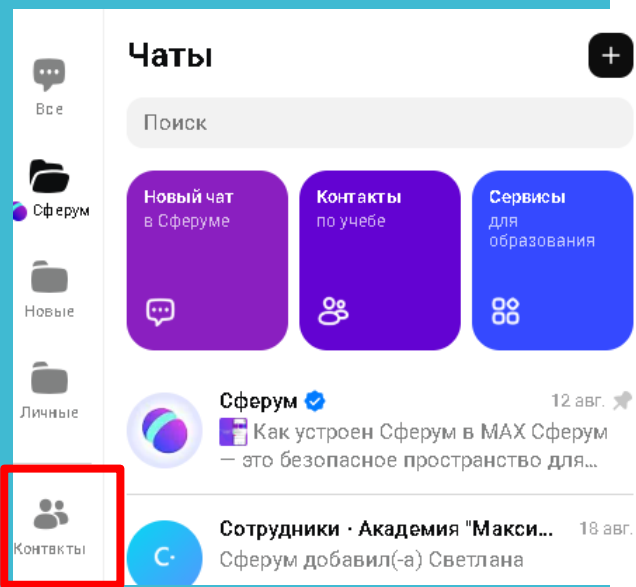 Чаты
Все
Поиск
Сферум
Новый чат
в Сферуме
Контакты
по учебе
Сервисы
для
образования
Новые
Личные
Сферум 12 авг.
Как устроен Сферум в MAX Сферум
— это безопасное пространство для...
Контакты
Сотрудники · Академия "Макси... 18 авг.
С·
Сферум добавил(-а) Светлана